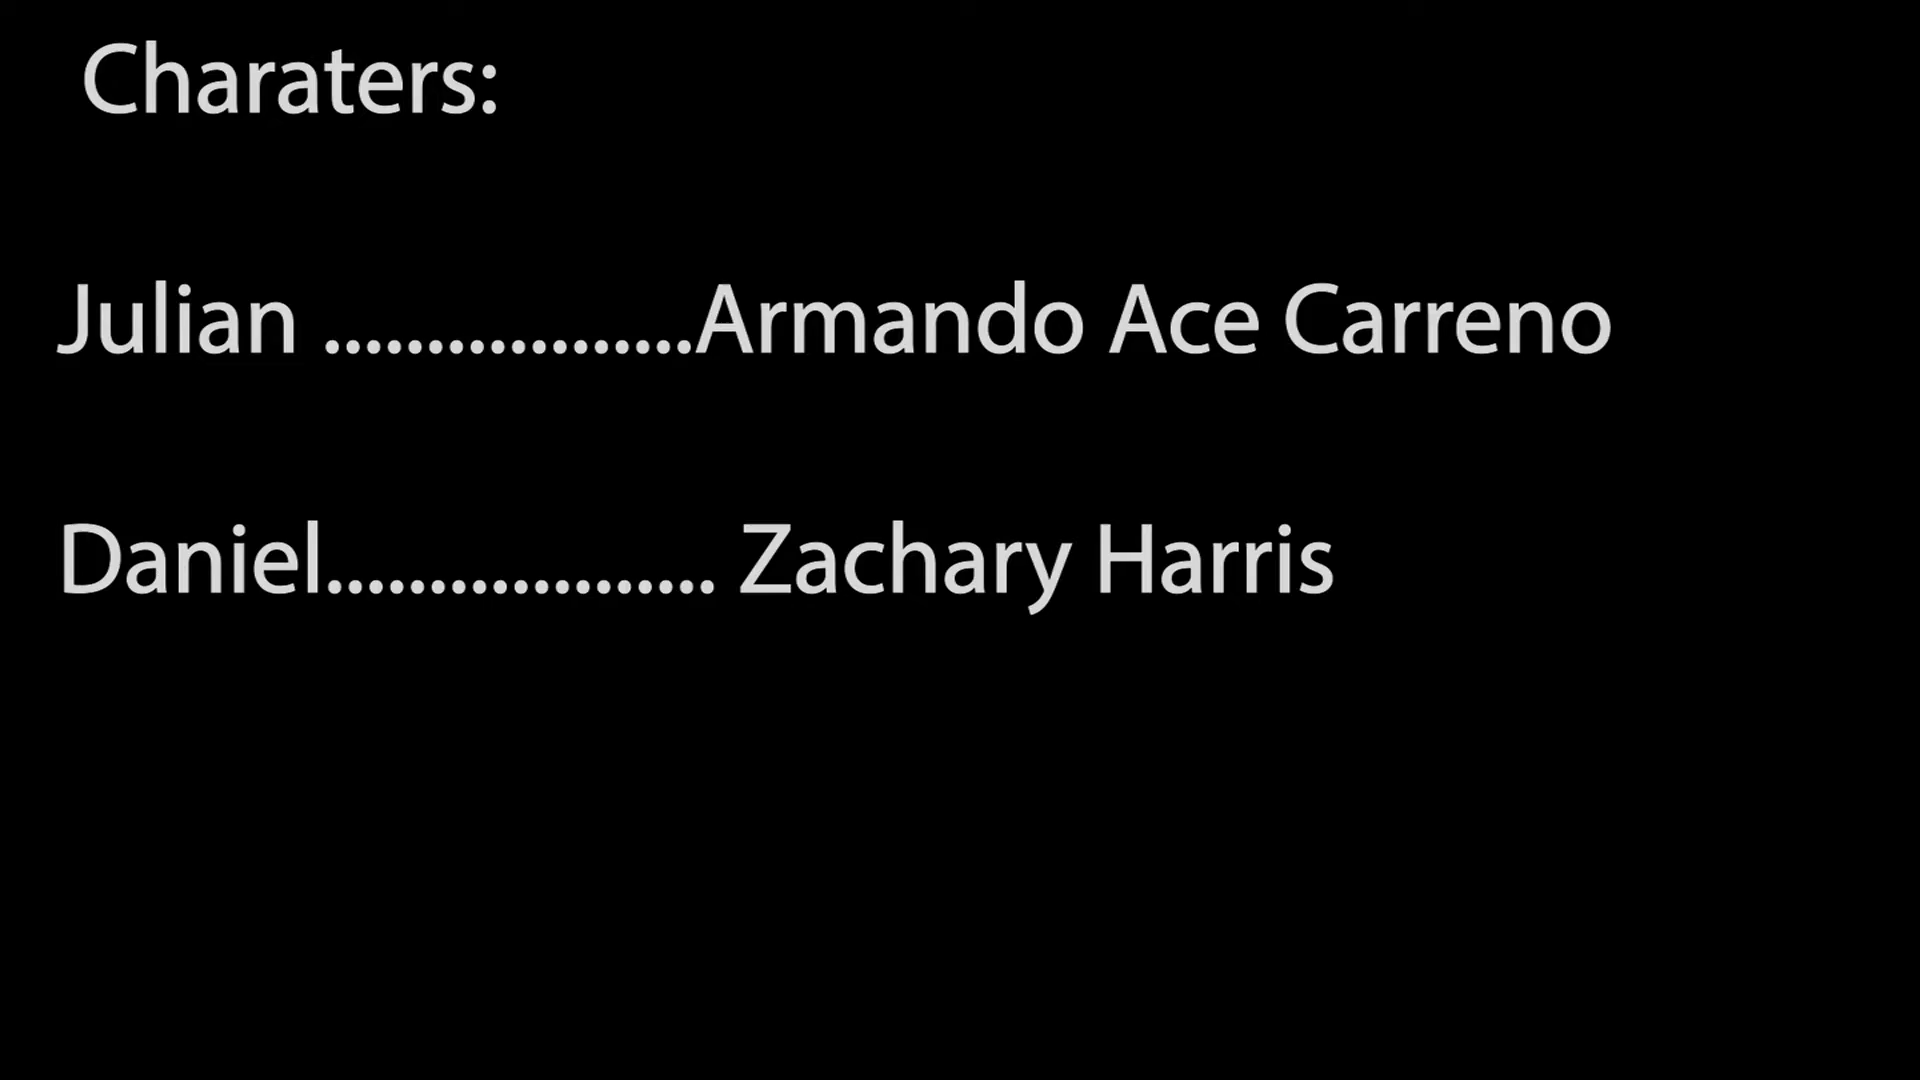 Charaters:
Julian ..................Armando Ace Carreno
Daniel................... Zachary Harris